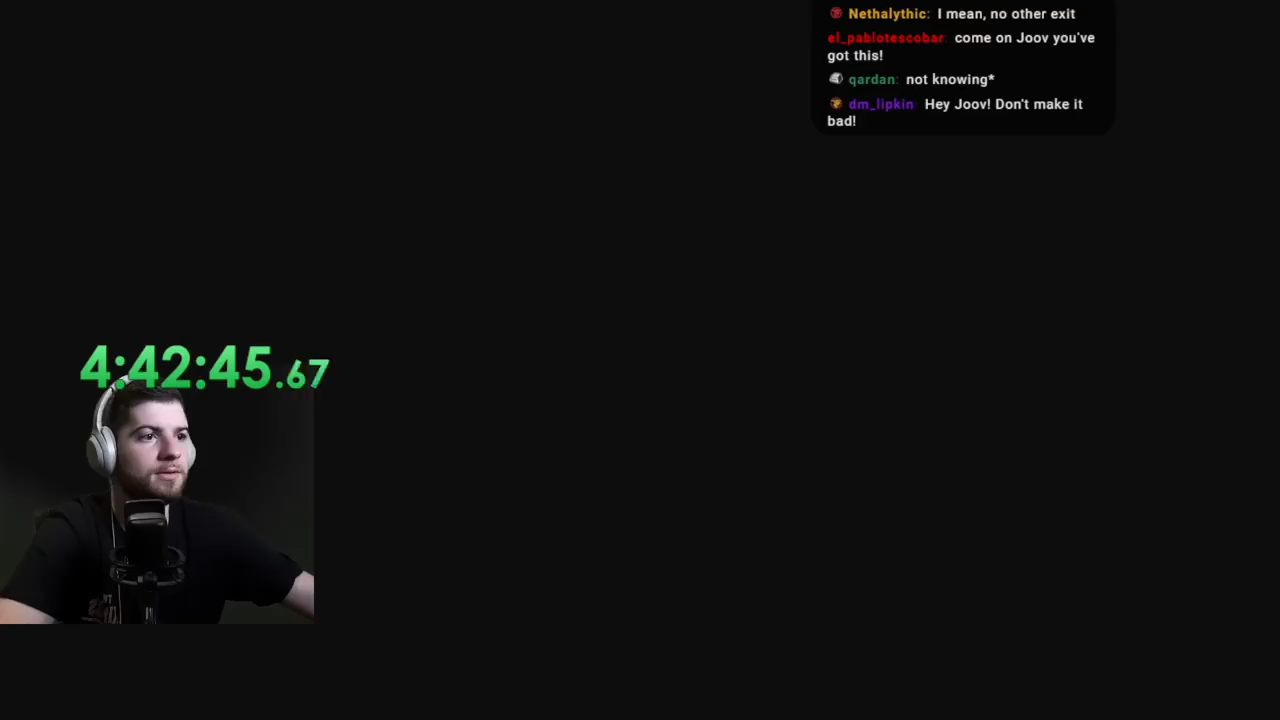 Nethalythic: I mean, no other exit
el_pablotescobar: come on Joov you've
got this!
qardan: not knowing*
dm_lipkin: Hey Joov! Don't make it
bad!
4:42:45.67